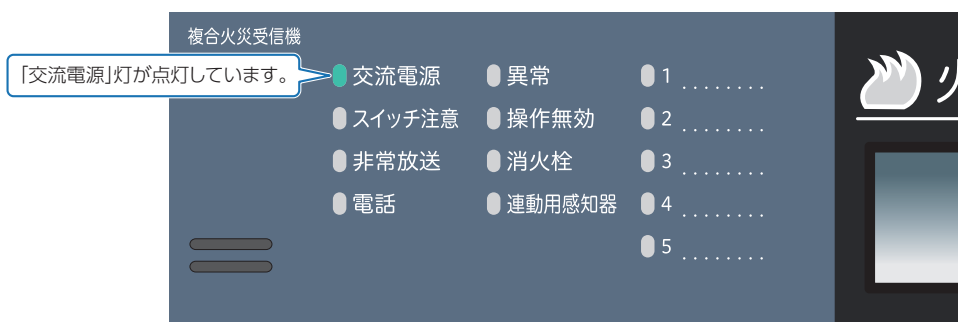 複合火災受信機
「交流電源」灯が点灯しています。
交流電源
スイッチ注意
非常放送
電話
異常
操作無効
消火栓
連動用感知器
1 ........
2 ........
3 ........
4 ........
5 ........